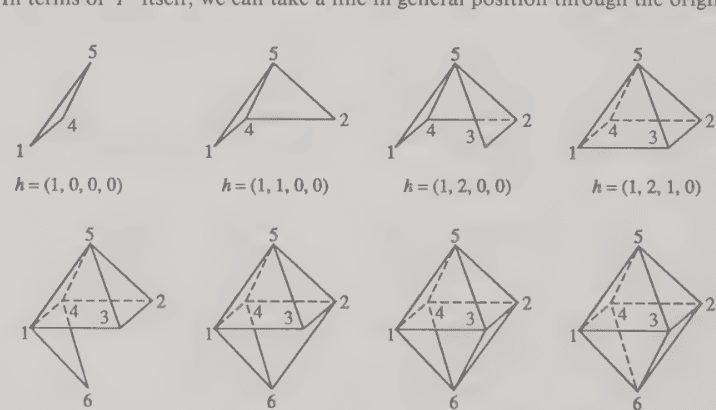 In terms of P itself, we can take a line in general position through the origin
5 5 5 5
1 4 1 4 2 1 4 3 2 1 4 3 2
h = (1, 0, 0, 0) h = (1, 1, 0, 0) h = (1, 2, 0, 0) h = (1, 2, 1, 0)
5 5 5 5
1 4 3 2 1 4 3 2 1 4 3 2 1 4 3 2
6 6 6 6